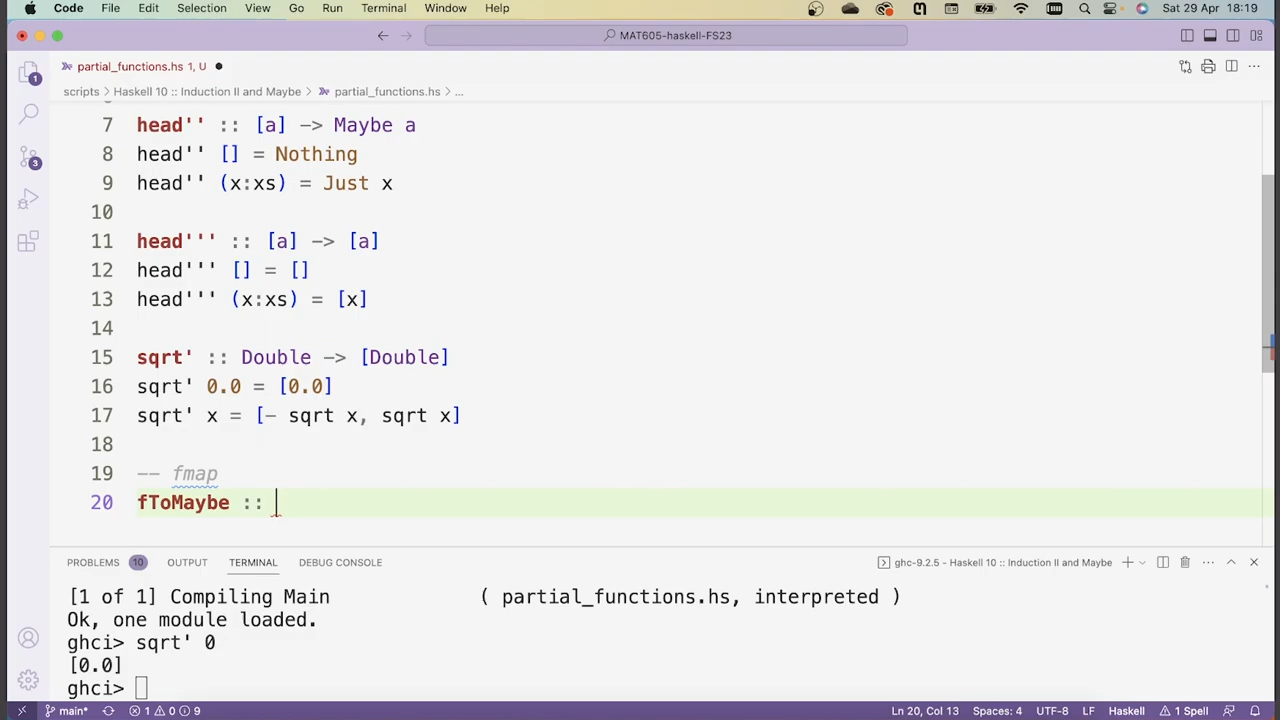 Code File Edit Selection View Go Run Terminal Window Help Sat 29 Apr 18:19
MAT605-haskell-FS23
partial_functions.hs 1, U
scripts > Haskell 10 :: Induction II and Maybe > partial_functions.hs > ...
7 head'' :: [a] -> Maybe a
8 head'' [] = Nothing
9 head'' (x:xs) = Just x
10
11 head''' :: [a] -> [a]
12 head''' [] = []
13 head''' (x:xs) = [x]
14
15 sqrt' :: Double -> [Double]
16 sqrt' 0.0 = [0.0]
17 sqrt' x = [- sqrt x, sqrt x]
18
19 -- fmap
20 fToMaybe ::
PROBLEMS 10 OUTPUT TERMINAL DEBUG CONSOLE ghc-9.2.5 - Haskell 10 :: Induction II and Maybe
[1 of 1] Compiling Main ( partial_functions.hs, interpreted )
Ok, one module loaded.
ghci> sqrt' 0
[0.0]
ghci>
main* 1 0 9 Ln 20, Col 13 Spaces: 4 UTF-8 LF Haskell 1 Spell
1
3